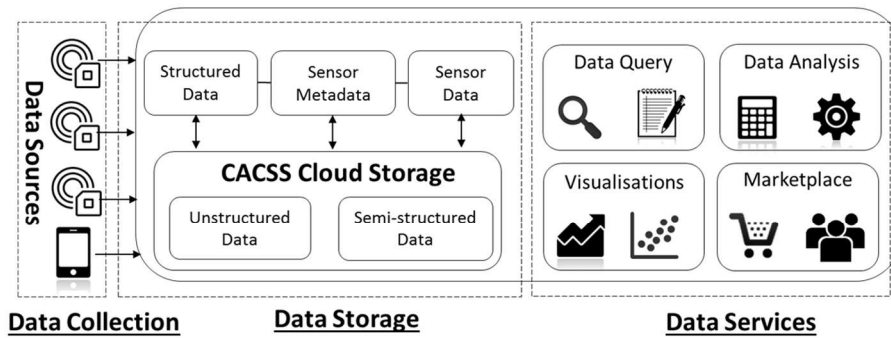 Data Sources
Structured
Data
Sensor
Metadata
Sensor
Data
CACSS Cloud Storage
Unstructured
Data
Semi-structured
Data
Data Query
Data Analysis
Visualisations
Marketplace
Data Collection
Data Storage
Data Services